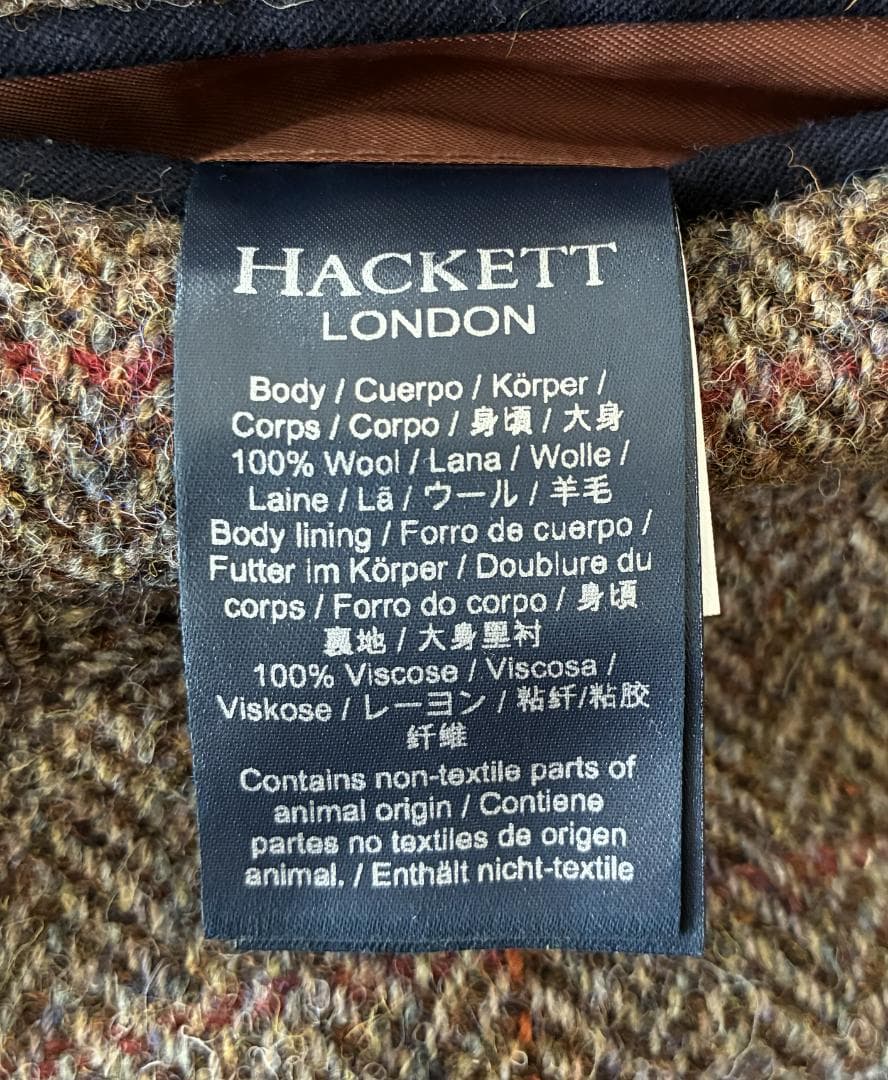 HACKETT
LONDON
Body / Cuerpo / Körper /
Corps / Corpo / 身頃 / 大身
100% Wool / Lana / Wolle /
Laine / Lã / ウール / 羊毛
Body lining / Forro de cuerpo /
Futter im Körper / Doublure du
corps / Forro do corpo / 身頃
裏地 / 大身里衬
100% Viscose / Viscosa /
Viskose / レーヨン / 粘纤/粘胶
纤维
Contains non-textile parts of
animal origin / Contiene
partes no textiles de origen
animal. / Enthält nicht-textile